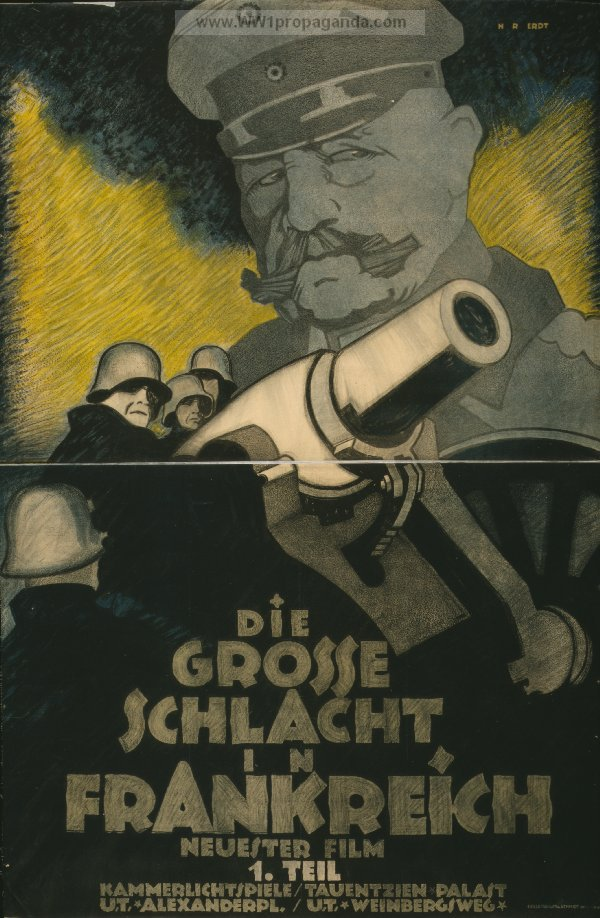 www.WW1propaganda.com
H R ERDT
DIE
GROSSE
SCHLACHT
IN
FRANKREICH
NEUESTER FILM
1. TEIL
KAMMERLICHTSPIELE / TAUENTZIEN PALAST
U.T. *ALEXANDERPL. / U.T. *WEINBERGSWEG*